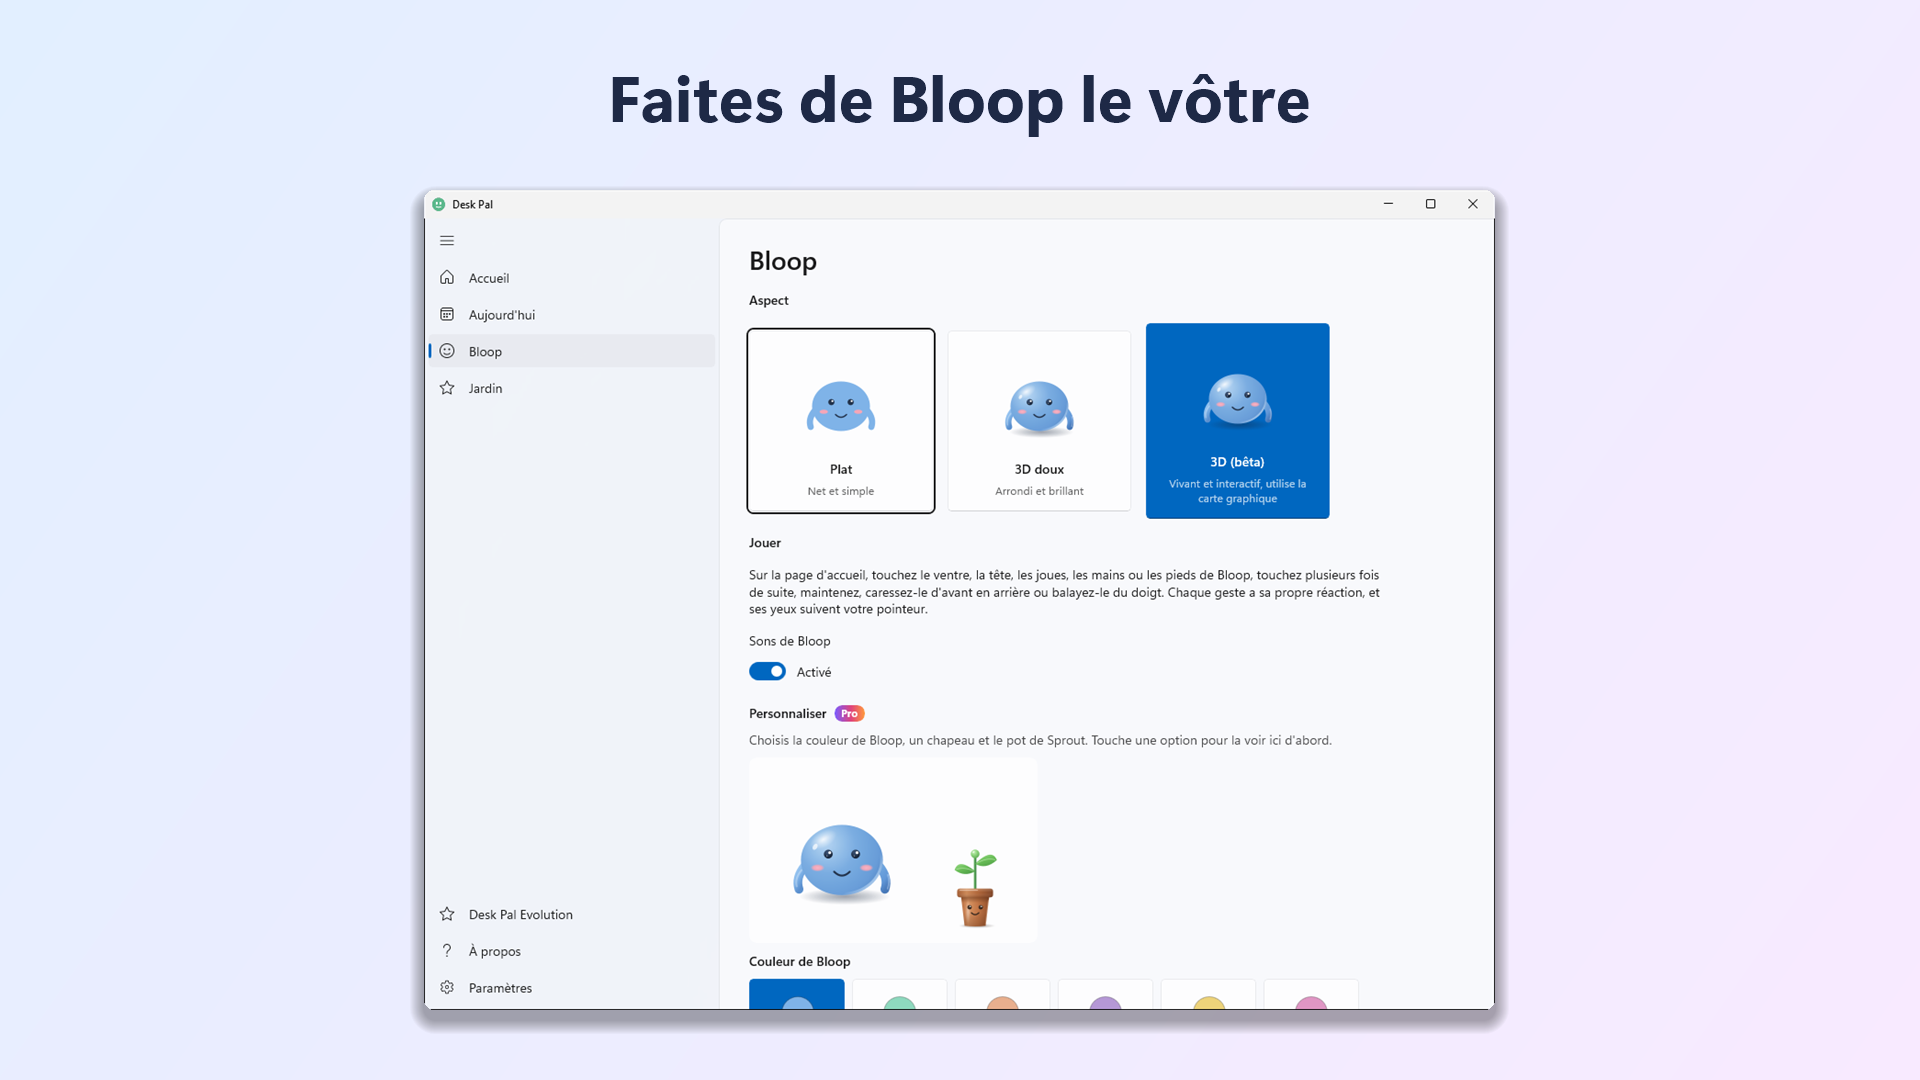 Faites de Bloop le vôtre
Desk Pal
Accueil
Aujourd'hui
Bloop
Jardin
Desk Pal Evolution
À propos
Paramètres
Bloop
Aspect
Plat
Net et simple
3D doux
Arrondi et brillant
3D (bêta)
Vivant et interactif, utilise la
carte graphique
Jouer
Sur la page d'accueil, touchez le ventre, la tête, les joues, les mains ou les pieds de Bloop, touchez plusieurs fois
de suite, maintenez, caressez-le d'avant en arrière ou balayez-le du doigt. Chaque geste a sa propre réaction, et
ses yeux suivent votre pointeur.
Sons de Bloop
Activé
Personnaliser Pro
Choisis la couleur de Bloop, un chapeau et le pot de Sprout. Touche une option pour la voir ici d'abord.
Couleur de Bloop